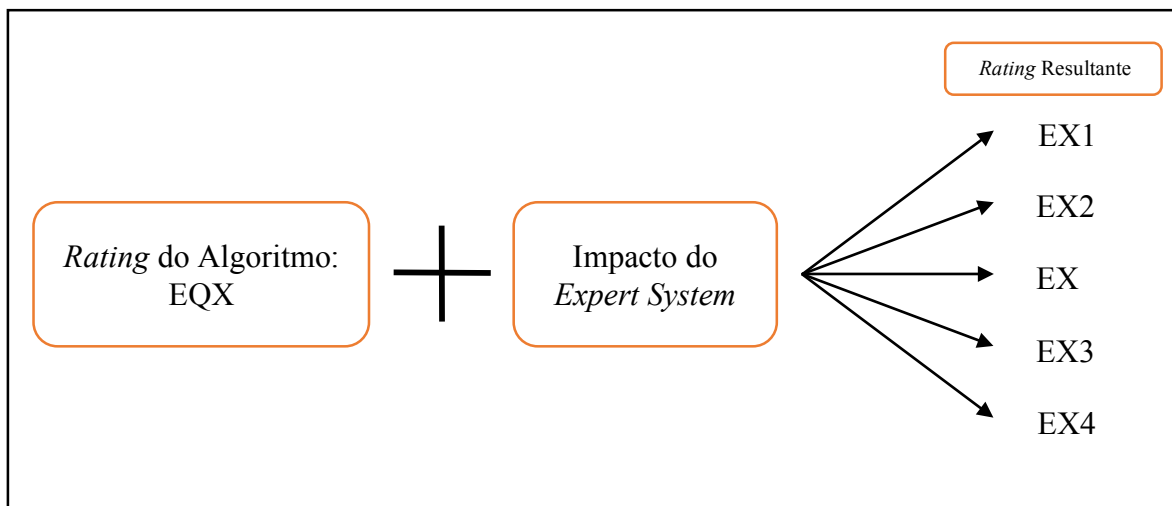 Rating Resultante
EX1
EX2
Rating do Algoritmo:
EQX
Impacto do
Expert System
EX
EX3
EX4